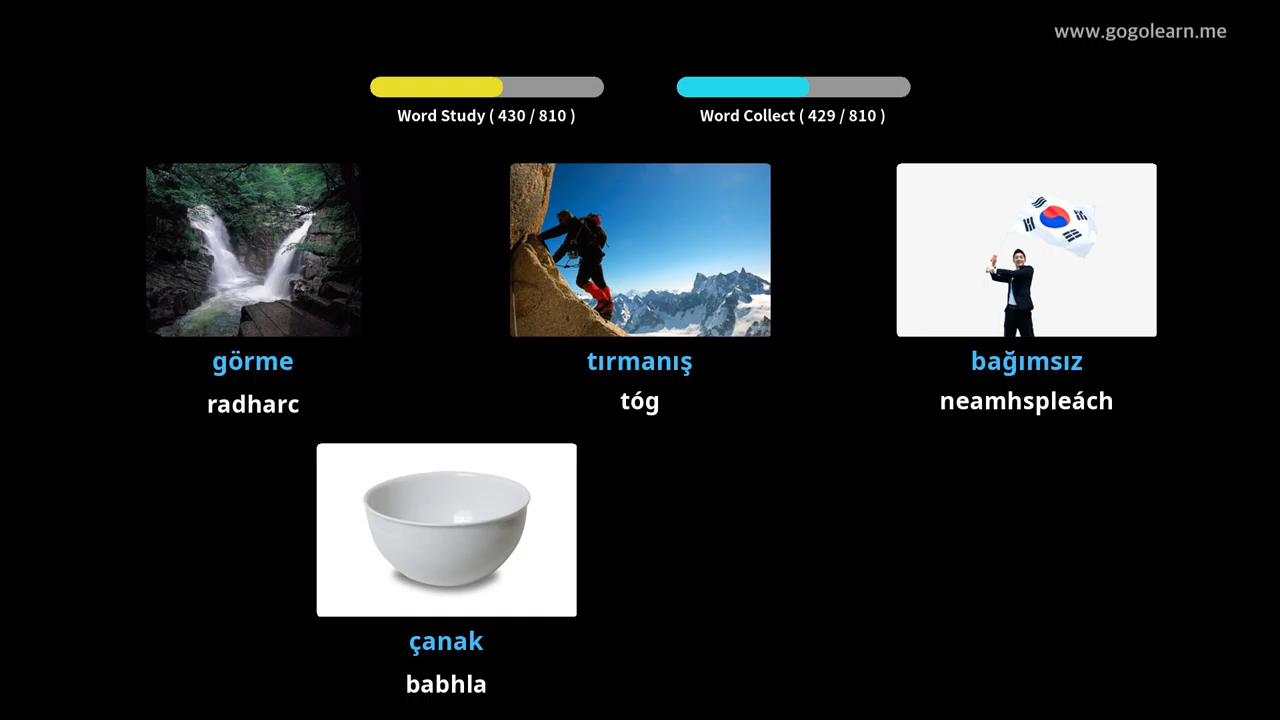 www.gogolearn.me
Word Study ( 430 / 810 )
Word Collect ( 429 / 810 )
görme
radharc
tırmanış
tóg
bağımsız
neamhspleách
çanak
babhla